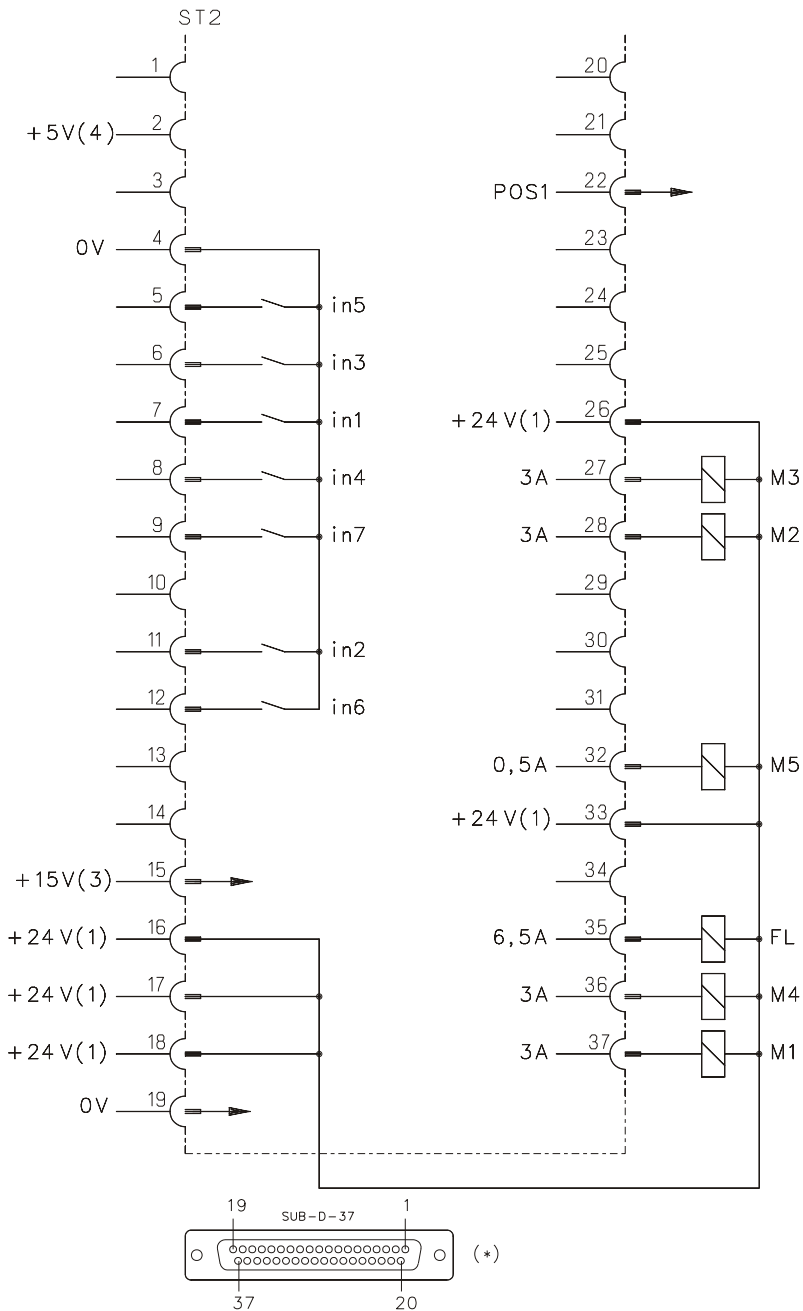 ST2
1
+5V(4) 2
3
0V 4
5 in5
6 in3
7 in1
8 in4
9 in7
10
11 in2
12 in6
13
14
+15V(3) 15
+24V(1) 16
+24V(1) 17
+24V(1) 18
0V 19
20
21
POS1 22
23
24
25
+24V(1) 26
3A 27 M3
3A 28 M2
29
30
31
0,5A 32 M5
+24V(1) 33
34
6,5A 35 FL
3A 36 M4
3A 37 M1
19 SUB-D-37 1
(*)
37 20